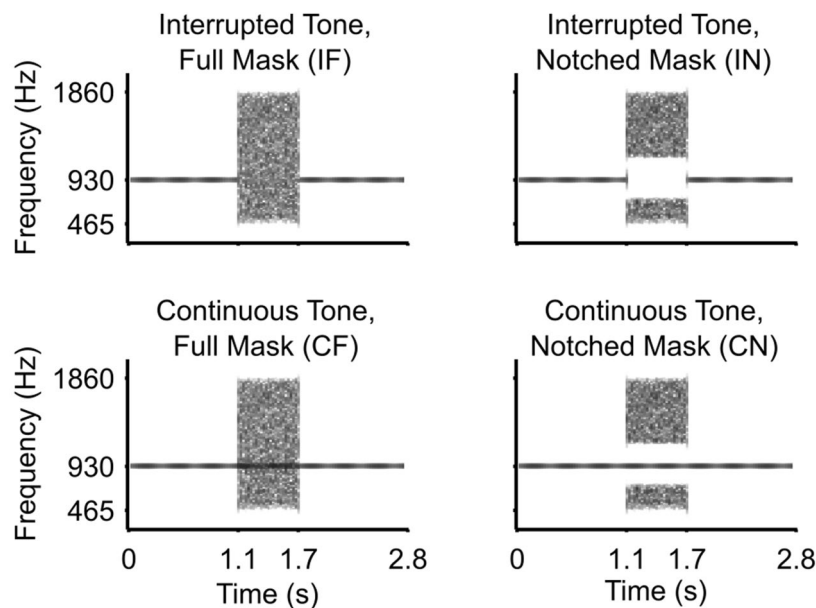 Interrupted Tone,
Full Mask (IF)
Frequency (Hz)
1860
930
465
Interrupted Tone,
Notched Mask (IN)
Continuous Tone,
Full Mask (CF)
Frequency (Hz)
1860
930
465
0 1.1 1.7 2.8
Time (s)
Continuous Tone,
Notched Mask (CN)
0 1.1 1.7 2.8
Time (s)